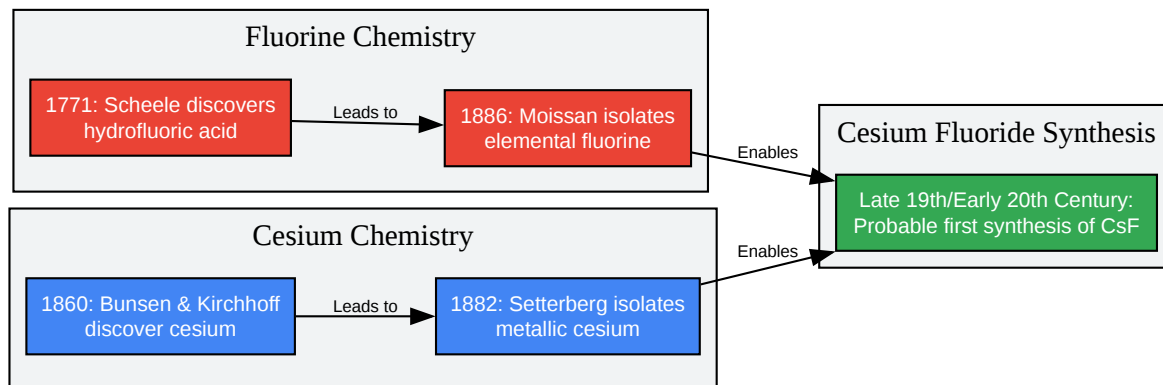 Fluorine Chemistry
1771: Scheele discovers
hydrofluoric acid
Leads to
1886: Moissan isolates
elemental fluorine
Enables
Cesium Chemistry
1860: Bunsen & Kirchhoff
discover cesium
Leads to
1882: Setterberg isolates
metallic cesium
Enables
Cesium Fluoride Synthesis
Late 19th/Early 20th Century:
Probable first synthesis of CsF